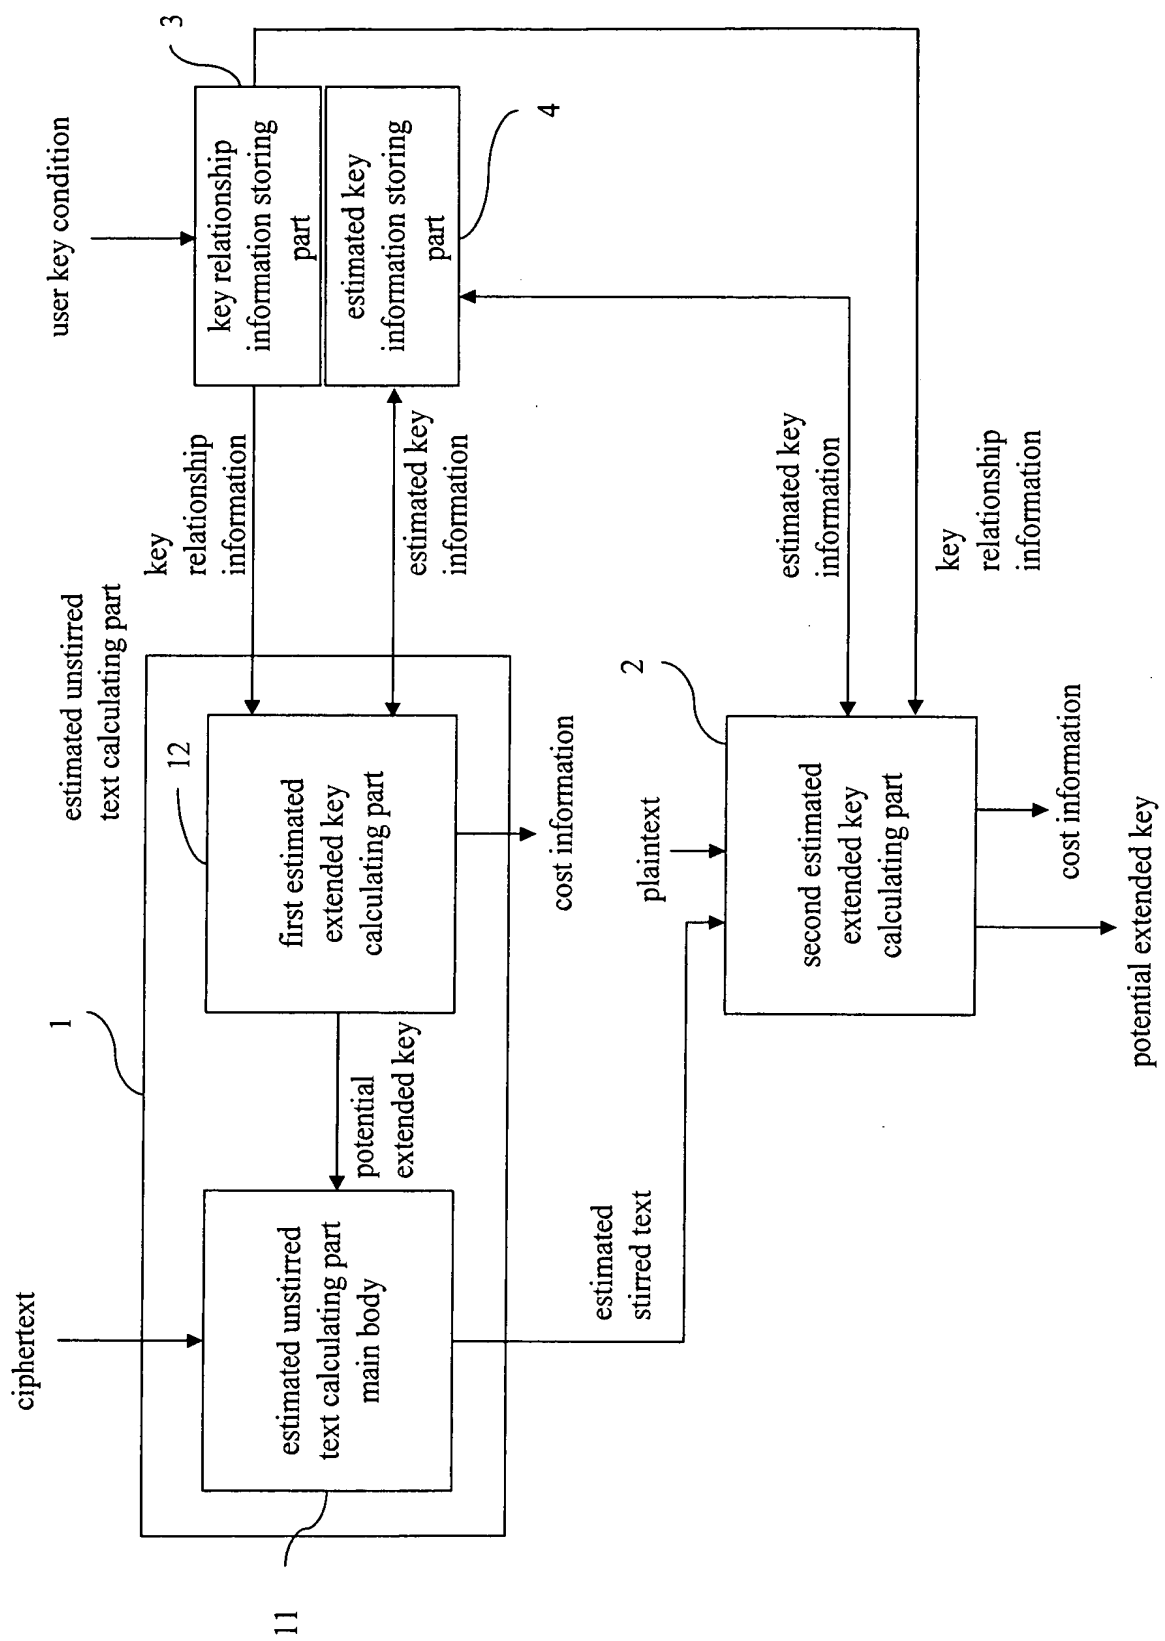 ciphertext
1
estimated unstirred
text calculating part
user key condition
3
11
estimated unstirred
text calculating part
main body
potential
extended key
12
first estimated
extended key
calculating part
key
relationship
information
key relationship
information storing
part
estimated key
information
estimated key
information storing
part
4
cost information
estimated
stirred text
plaintext
2
second estimated
extended key
calculating part
estimated key
information
key
relationship
information
cost information
potential extended key